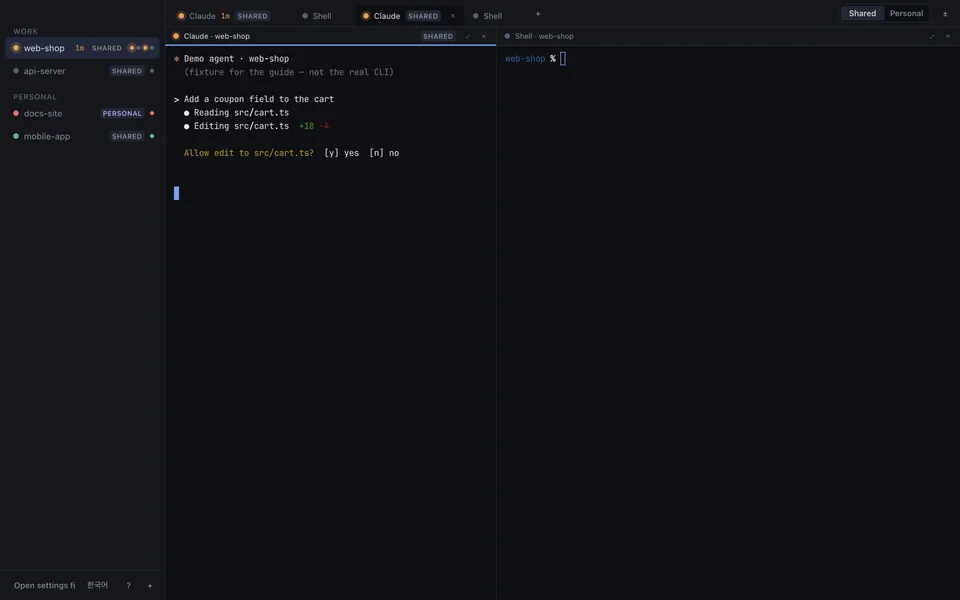 WORK
web-shop 1m SHARED
api-server SHARED
PERSONAL
docs-site PERSONAL
mobile-app SHARED
Open settings fi 한국어 ? +
Claude 1m SHARED
Shell
Claude SHARED ×
Shell
+
Shared Personal ±
Claude · web-shop SHARED ×
✻ Demo agent · web-shop
(fixture for the guide — not the real CLI)
> Add a coupon field to the cart
● Reading src/cart.ts
● Editing src/cart.ts +18 -4
Allow edit to src/cart.ts? [y] yes [n] no
Shell · web-shop ×
web-shop %